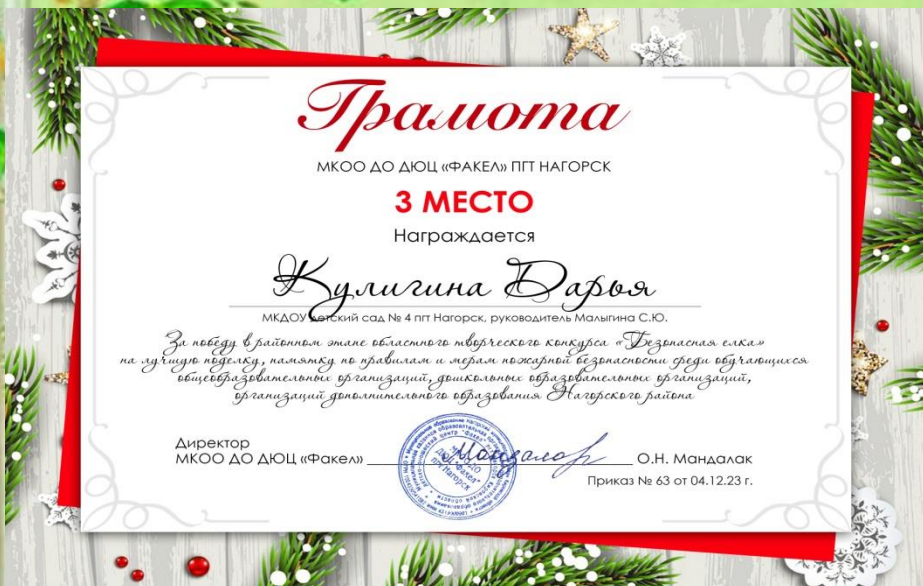 Грамота
МКОО ДО ДЮЦ «ФАКЕЛ» ПГТ НАГОРСК
3 МЕСТО
Награждается
Кулигина Дарья
МКДОУ детский сад № 4 пгт Нагорск, руководитель Малыгина С.Ю.
За победу в районном этапе областного творческого конкурса «Безопасная елка»
на лучшую поделку, памятку по правилам и мерам пожарной безопасности среди обучающихся
общеобразовательных организаций, дошкольных образовательных организаций,
организаций дополнительного образования Нагорского района
Директор
МКОО ДО ДЮЦ «Факел»
О.Н. Мандалак
Приказ № 63 от 04.12.23 г.